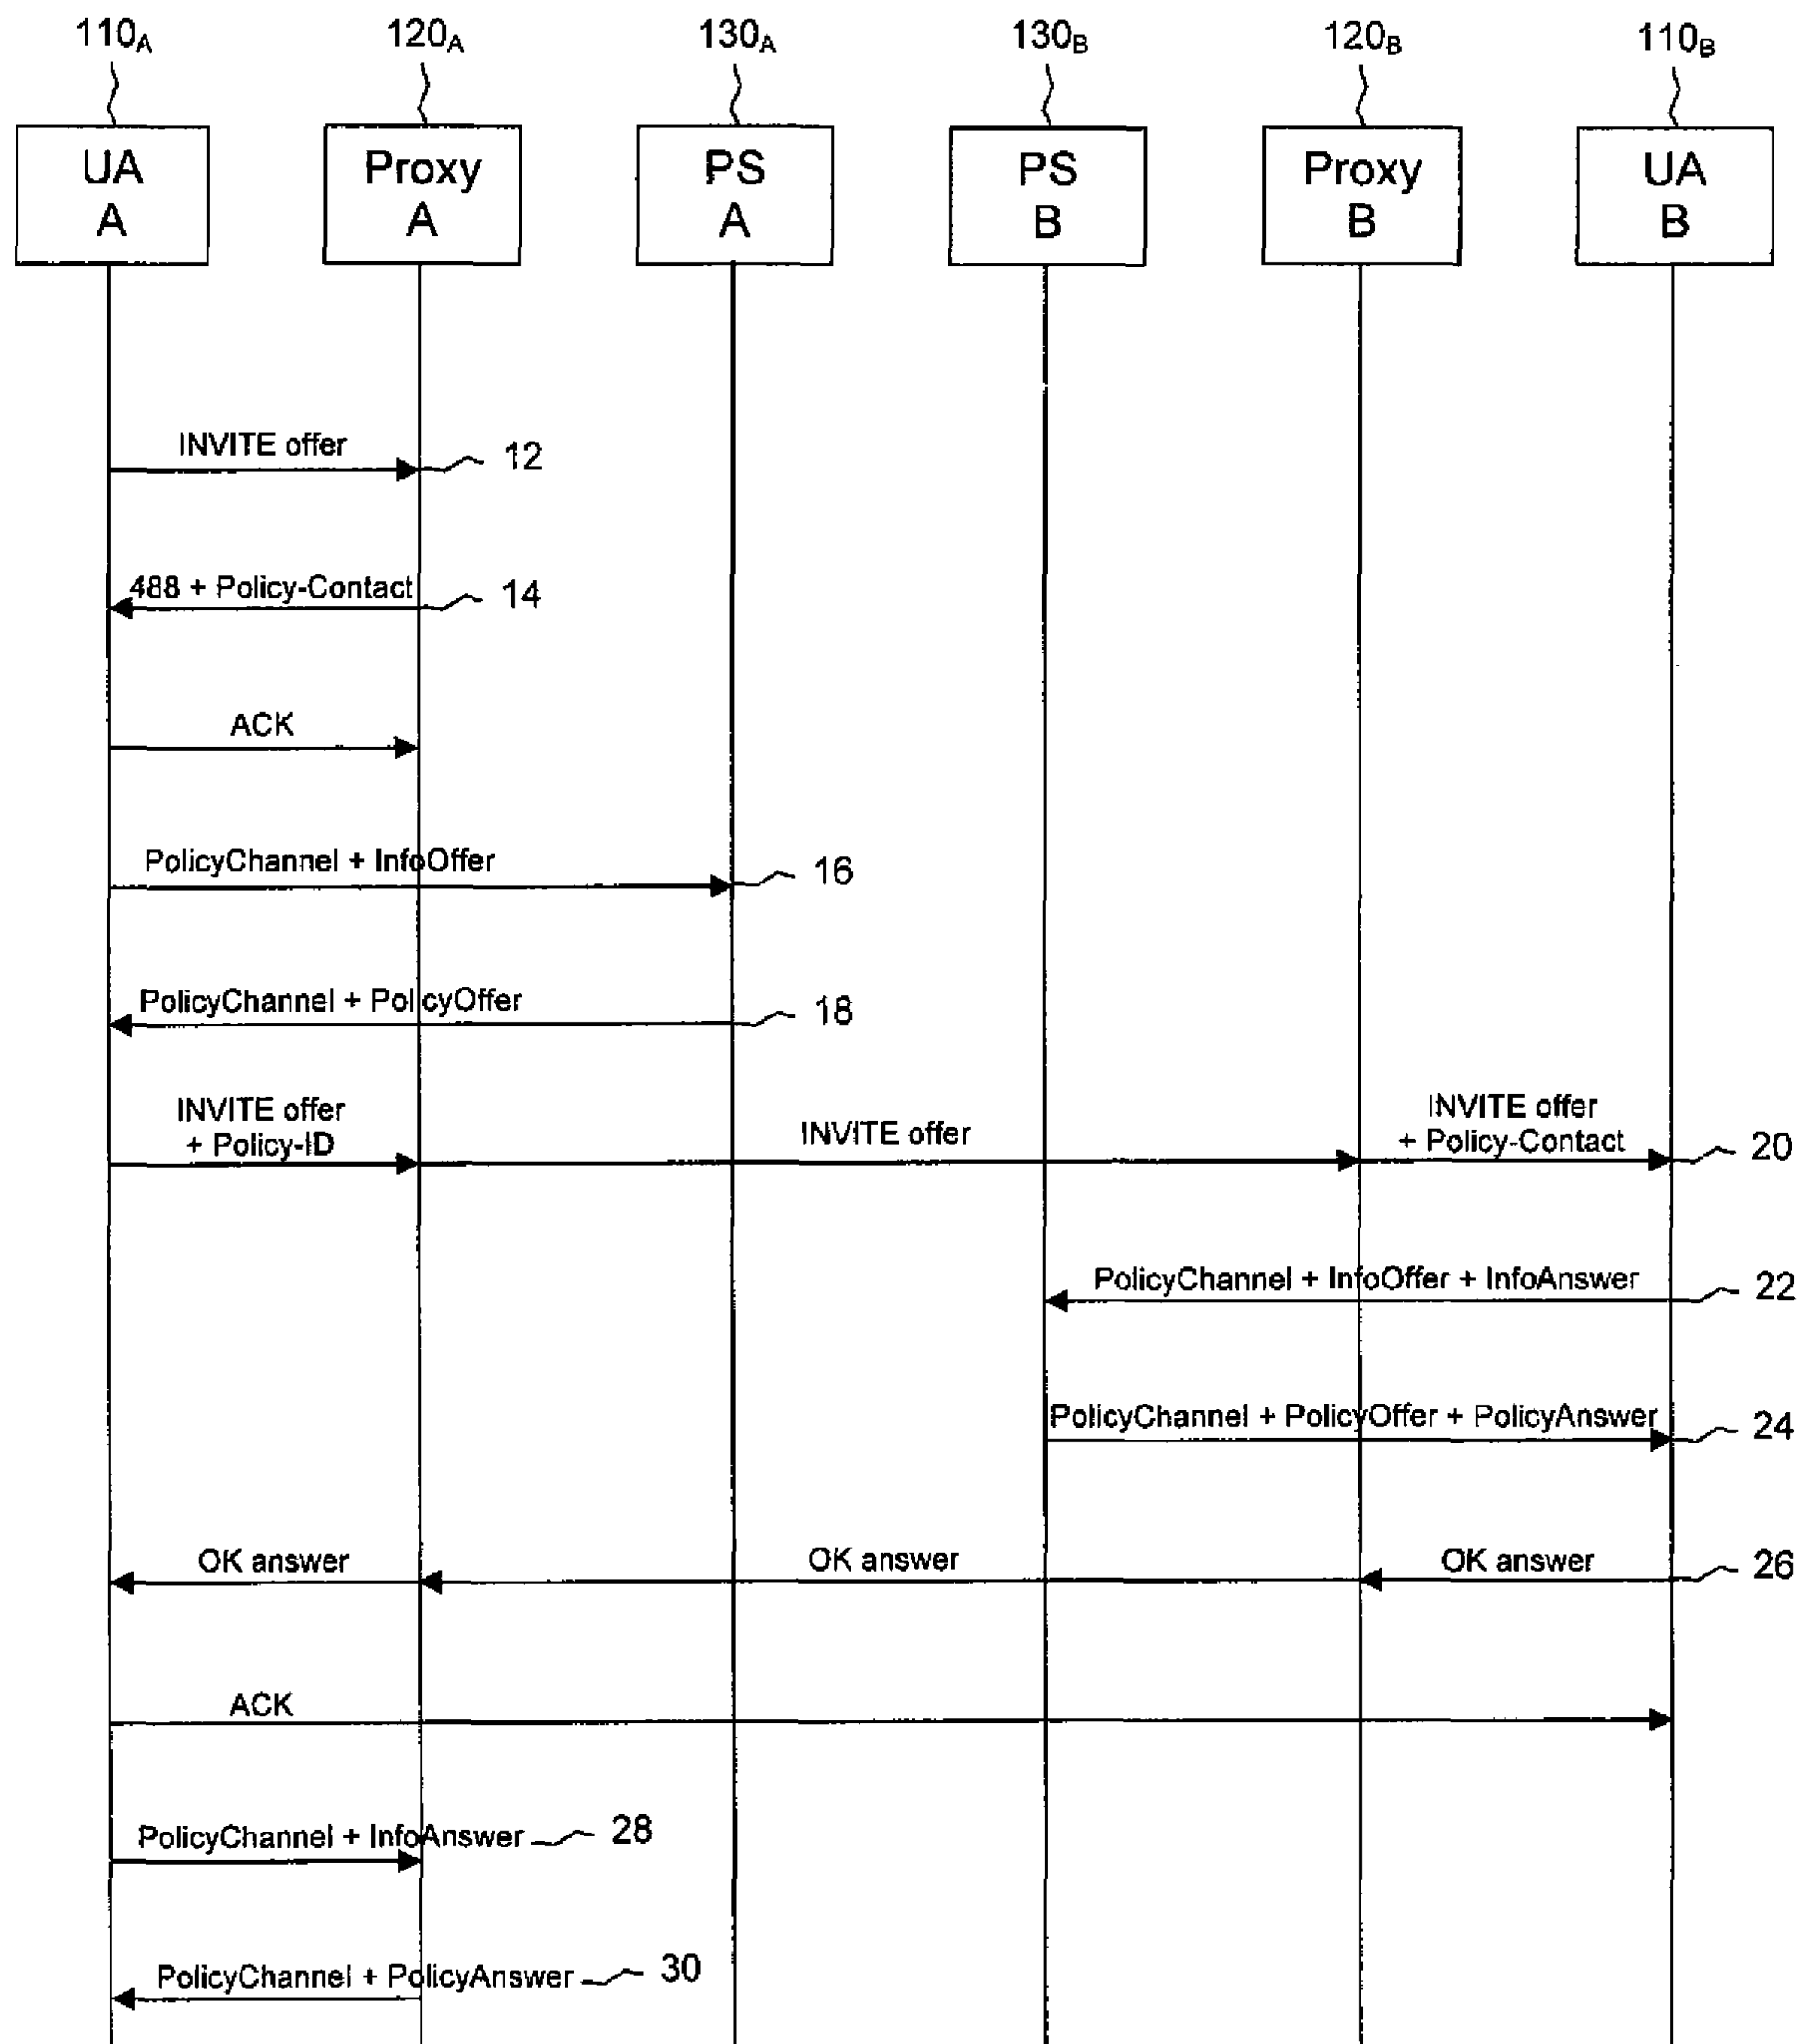 110A 120A 130A 130B 120B 110B
UA A
Proxy A
PS A
PS B
Proxy B
UA B
INVITE offer 12
488 + Policy-Contact 14
ACK
PolicyChannel + InfoOffer 16
PolicyChannel + PolicyOffer 18
INVITE offer
+ Policy-ID
INVITE offer
INVITE offer
+ Policy-Contact 20
PolicyChannel + InfoOffer + InfoAnswer 22
PolicyChannel + PolicyOffer + PolicyAnswer 24
OK answer OK answer OK answer 26
ACK
PolicyChannel + InfoAnswer 28
PolicyChannel + PolicyAnswer 30